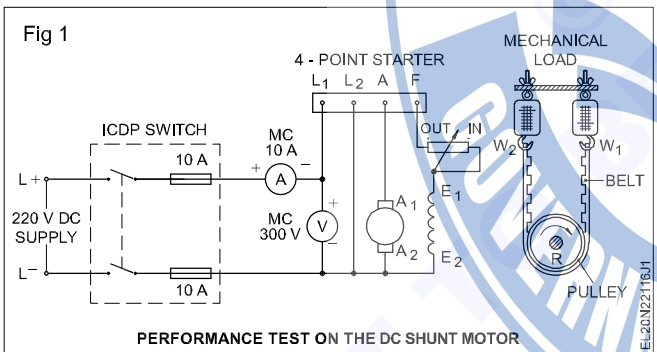 Fig 1
4 - POINT STARTER
L1 L2 A F
MECHANICAL
LOAD
ICDP SWITCH
10 A
MC
10 A
OUT IN
W2 W1
L+
+ A -
BELT
220 V DC
SUPPLY
MC
300 V
+
V
-
A1
A2
E1
E2
R
L-
10 A
PULLEY
PERFORMANCE TEST ON THE DC SHUNT MOTOR
EL20N22116J1